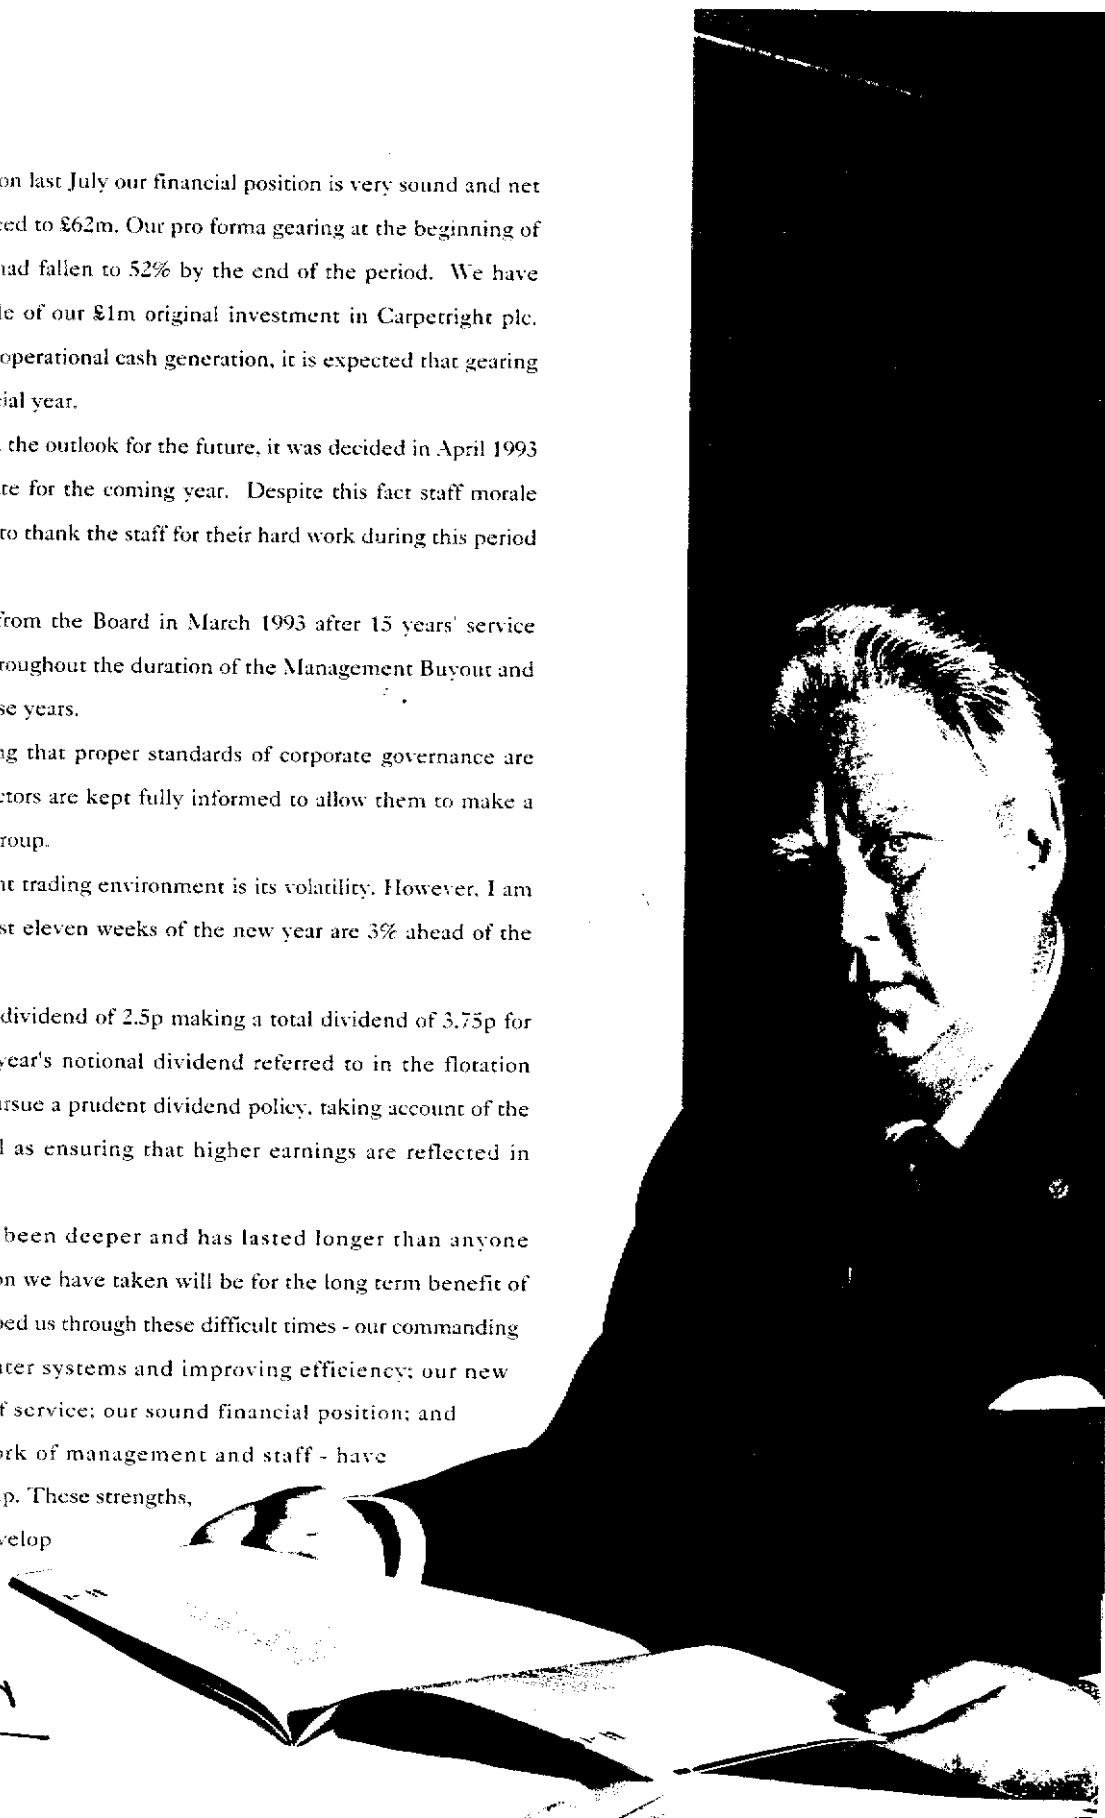 on last July our financial position is very sound and net
ed to £62m. Our pro forma gearing at the beginning of
had fallen to 52% by the end of the period. We have
le of our £1m original investment in Carpetright plc.
operational cash generation, it is expected that gearing
cial year.
the outlook for the future, it was decided in April 1993
te for the coming year. Despite this fact staff morale
to thank the staff for their hard work during this period
from the Board in March 1993 after 15 years' service
roughout the duration of the Management Buyout and
se years.
ng that proper standards of corporate governance are
ctors are kept fully informed to allow them to make a
roup.
nt trading environment is its volatility. However, I am
st eleven weeks of the new year are 3% ahead of the
dividend of 2.5p making a total dividend of 3.75p for
year's notional dividend referred to in the flotation
ursue a prudent dividend policy, taking account of the
l as ensuring that higher earnings are reflected in
been deeper and has lasted longer than anyone
on we have taken will be for the long term benefit of
ped us through these difficult times - our commanding
uter systems and improving efficiency; our new
f service; our sound financial position; and
ork of management and staff - have
p. These strengths,
velop